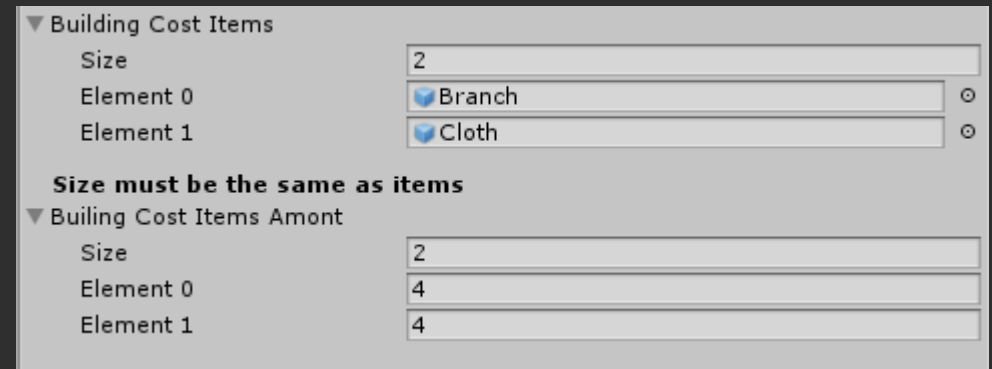 Building Cost Items
Size 2
Element 0 Branch
Element 1 Cloth
Size must be the same as items
Builing Cost Items Amont
Size 2
Element 0 4
Element 1 4